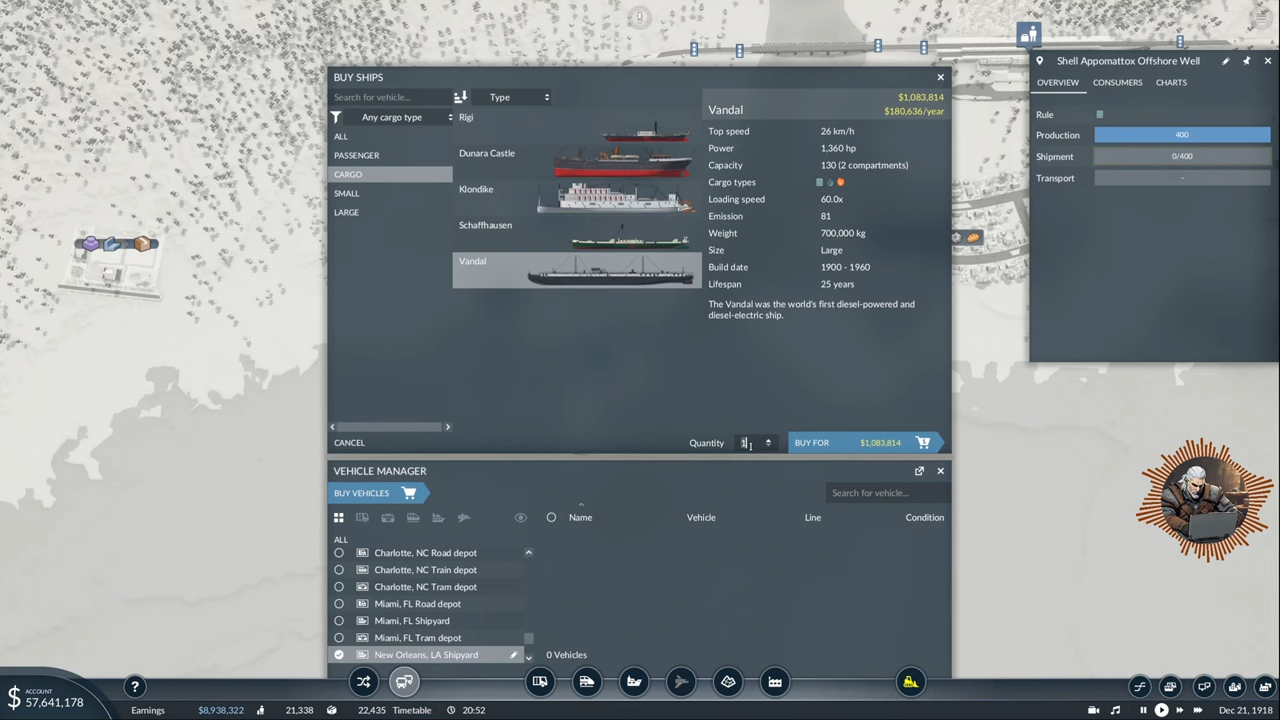 BUY SHIPS
Search for vehicle...
Type
Any cargo type
ALL
PASSENGER
CARGO
SMALL
LARGE
Rigi
Dunara Castle
Klondike
Schaffhausen
Vandal
Vandal
$1,083,814
$180,636/year
Top speed 26 km/h
Power 1,360 hp
Capacity 130 (2 compartments)
Cargo types
Loading speed 60.0x
Emission 81
Weight 700,000 kg
Size Large
Build date 1900 - 1960
Lifespan 25 years
The Vandal was the world's first diesel-powered and
diesel-electric ship.
CANCEL
Quantity 1
BUY FOR $1,083,814
Shell Appomattox Offshore Well
OVERVIEW CONSUMERS CHARTS
Rule
Production 400
Shipment 0/400
Transport -
VEHICLE MANAGER
BUY VEHICLES
Search for vehicle...
Name Vehicle Line Condition
ALL
Charlotte, NC Road depot
Charlotte, NC Train depot
Charlotte, NC Tram depot
Miami, FL Road depot
Miami, FL Shipyard
Miami, FL Tram depot
New Orleans, LA Shipyard
0 Vehicles
$ ACCOUNT
57,641,178
?
Earnings $8,938,322 21,338 22,435 Timetable 20:52
Dec 21, 1918